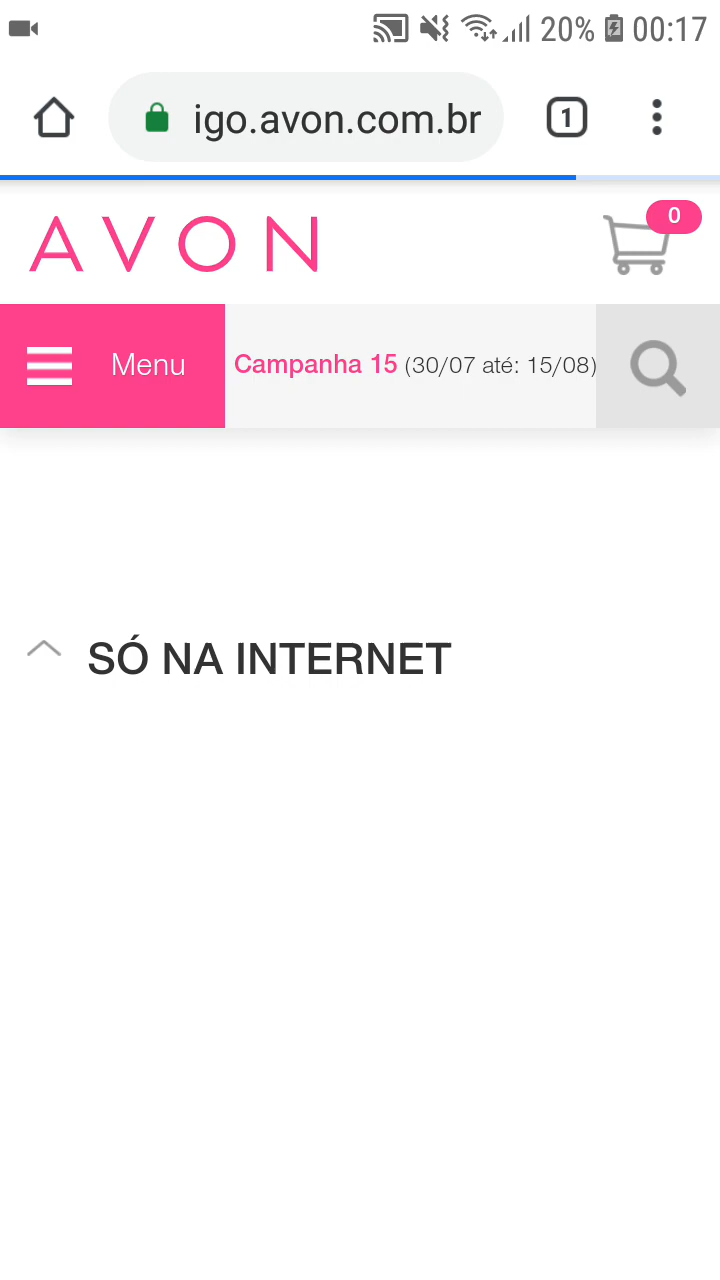 20% 00:17
igo.avon.com.br 1
AVON 0
Menu Campanha 15 (30/07 até: 15/08)
SÓ NA INTERNET